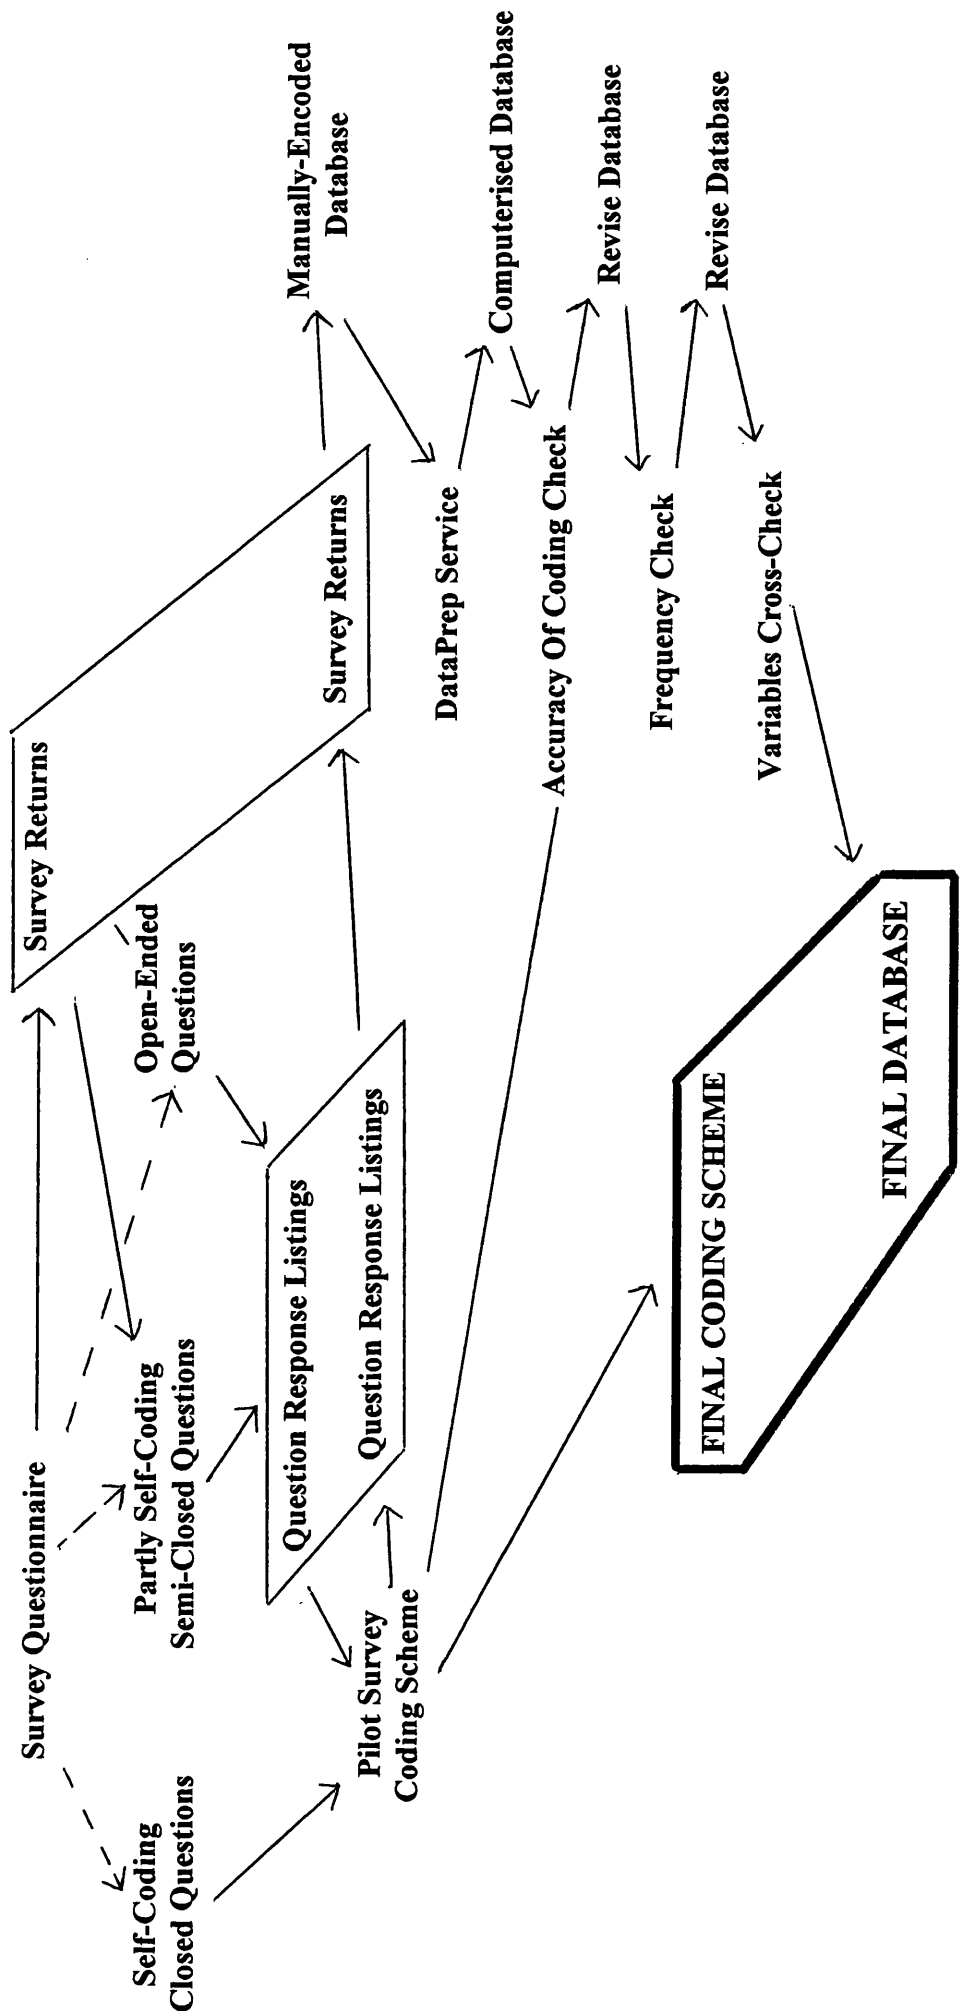 Survey Questionnaire
Survey Returns
Self-Coding
Closed Questions
Partly Self-Coding
Semi-Closed Questions
Open-Ended
Questions
Question Response Listings
Question Response Listings
Survey Returns
Manually-Encoded
Database
Pilot Survey
Coding Scheme
DataPrep Service
Computerised Database
Accuracy Of Coding Check
Revise Database
Frequency Check
Revise Database
Variables Cross-Check
FINAL CODING SCHEME
FINAL DATABASE